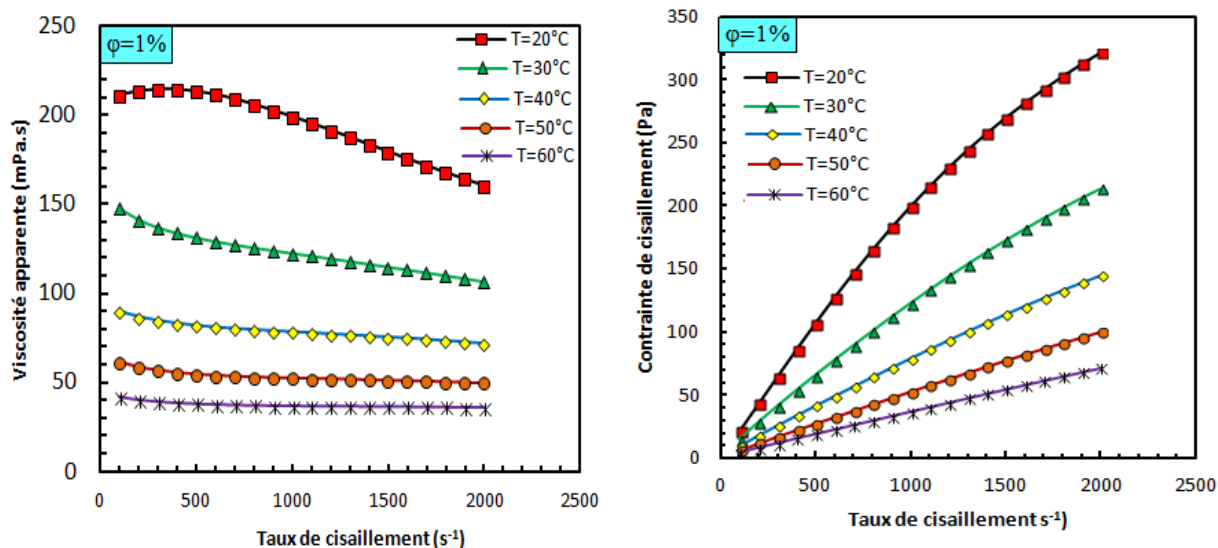 φ=1%
T=20°C
T=30°C
T=40°C
T=50°C
T=60°C
250
200
150
100
50
0
0
500
1000
1500
2000
2500
Viscosité apparente (mPa.s)
Taux de cisaillement (s⁻¹)
φ=1%
T=20°C
T=30°C
T=40°C
T=50°C
T=60°C
350
300
250
200
150
100
50
0
0
500
1000
1500
2000
2500
Contrainte de cisaillement (Pa)
Taux de cisaillement s⁻¹)